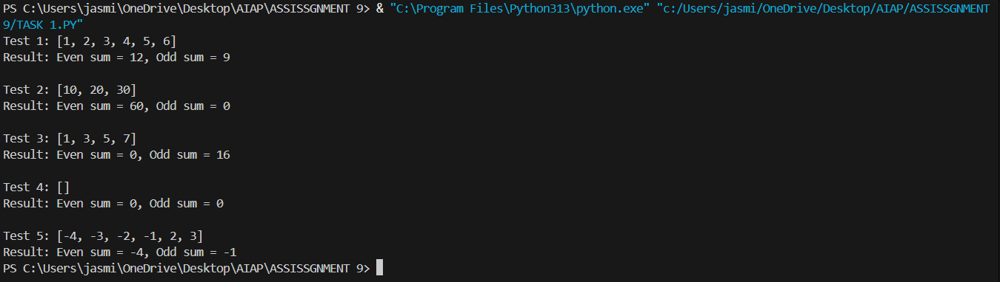 PS C:\Users\jasmi\OneDrive\Desktop\AIAP\ASSISSGNMENT 9> & "C:\Program Files\Python313\python.exe" "c:/Users/jasmi/OneDrive/Desktop/AIAP/ASSISSGNMENT
9/TASK 1.PY"
Test 1: [1, 2, 3, 4, 5, 6]
Result: Even sum = 12, Odd sum = 9
Test 2: [10, 20, 30]
Result: Even sum = 60, Odd sum = 0
Test 3: [1, 3, 5, 7]
Result: Even sum = 0, Odd sum = 16
Test 4: []
Result: Even sum = 0, Odd sum = 0
Test 5: [-4, -3, -2, -1, 2, 3]
Result: Even sum = -4, Odd sum = -1
PS C:\Users\jasmi\OneDrive\Desktop\AIAP\ASSISSGNMENT 9>